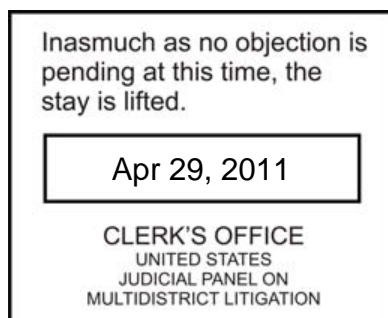 Inasmuch as no objection is
pending at this time, the
stay is lifted.
Apr 29, 2011
CLERK'S OFFICE
UNITED STATES
JUDICIAL PANEL ON
MULTIDISTRICT LITIGATION